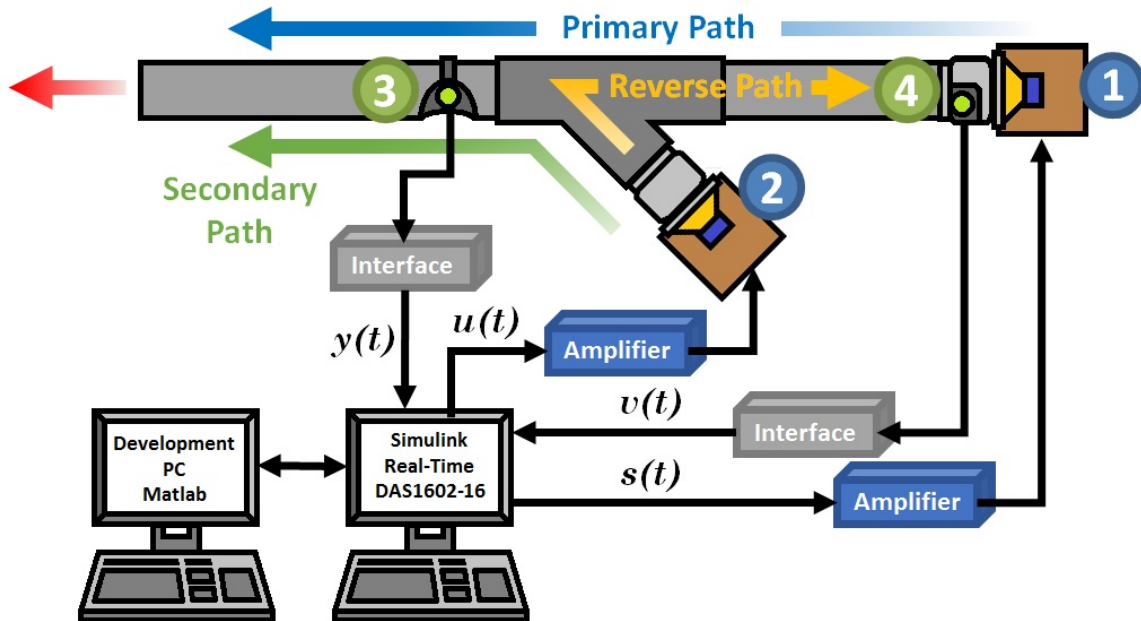 Primary Path
1
3
Reverse Path
4
2
Secondary
Path
Interface
u(t)
y(t)
Amplifier
v(t)
Interface
Development
PC
Matlab
Simulink
Real-Time
DAS1602-16
s(t)
Amplifier